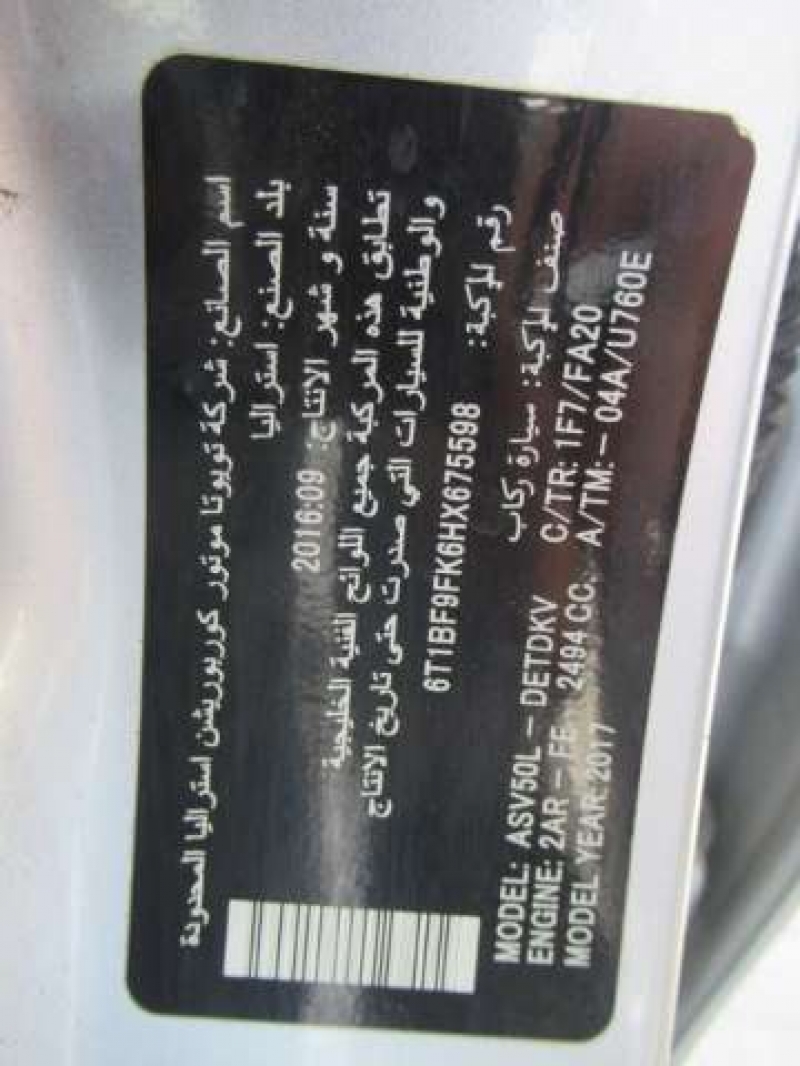 اسم الصانع: شركة تويوتا موتور كوربوريشن استراليا المحدودة
بلد الصنع: استراليا
سنة و شهر الانتاج: 2016:09
تطابق هذه المركبة جميع اللوائح الفنية الخليجية
والوطنية للسيارات التي صدرت حتى تاريخ الانتاج
رقم المركبة: 6T1BF9FK6HX675598
صنف المركبة: سيارة ركاب
MODEL: ASV50L – DETDKV C/TR: 1F7/FA20
ENGINE: 2AR – FE 2494 CC. A/TM: – 04A/U760E
MODEL YEAR 2017